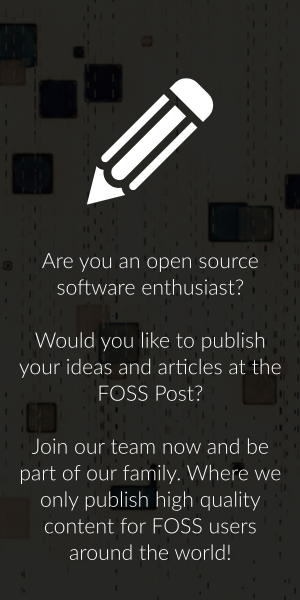 Are you an open source
software enthusiast?
Would you like to publish
your ideas and articles at the
FOSS Post?
Join our team now and be
part of our family. Where we
only publish high quality
content for FOSS users
around the world!